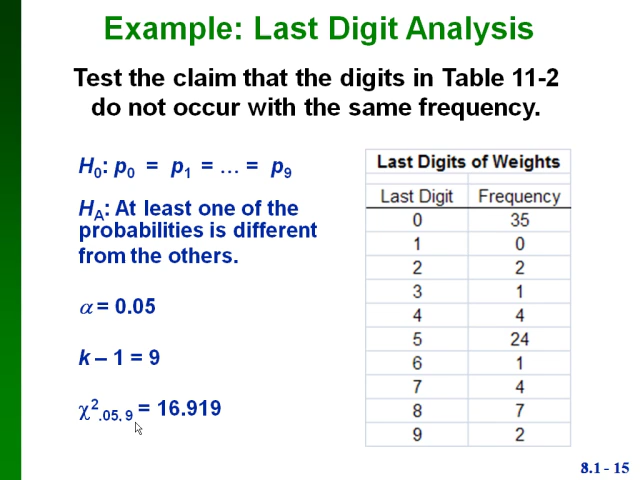 Example: Last Digit Analysis
Test the claim that the digits in Table 11-2
do not occur with the same frequency.
H0: p0 = p1 = … = p9
HA: At least one of the
probabilities is different
from the others.
α = 0.05
k – 1 = 9
χ2.05, 9 = 16.919
Last Digits of Weights
Last Digit Frequency
0 35
1 0
2 2
3 1
4 4
5 24
6 1
7 4
8 7
9 2
8.1 - 15